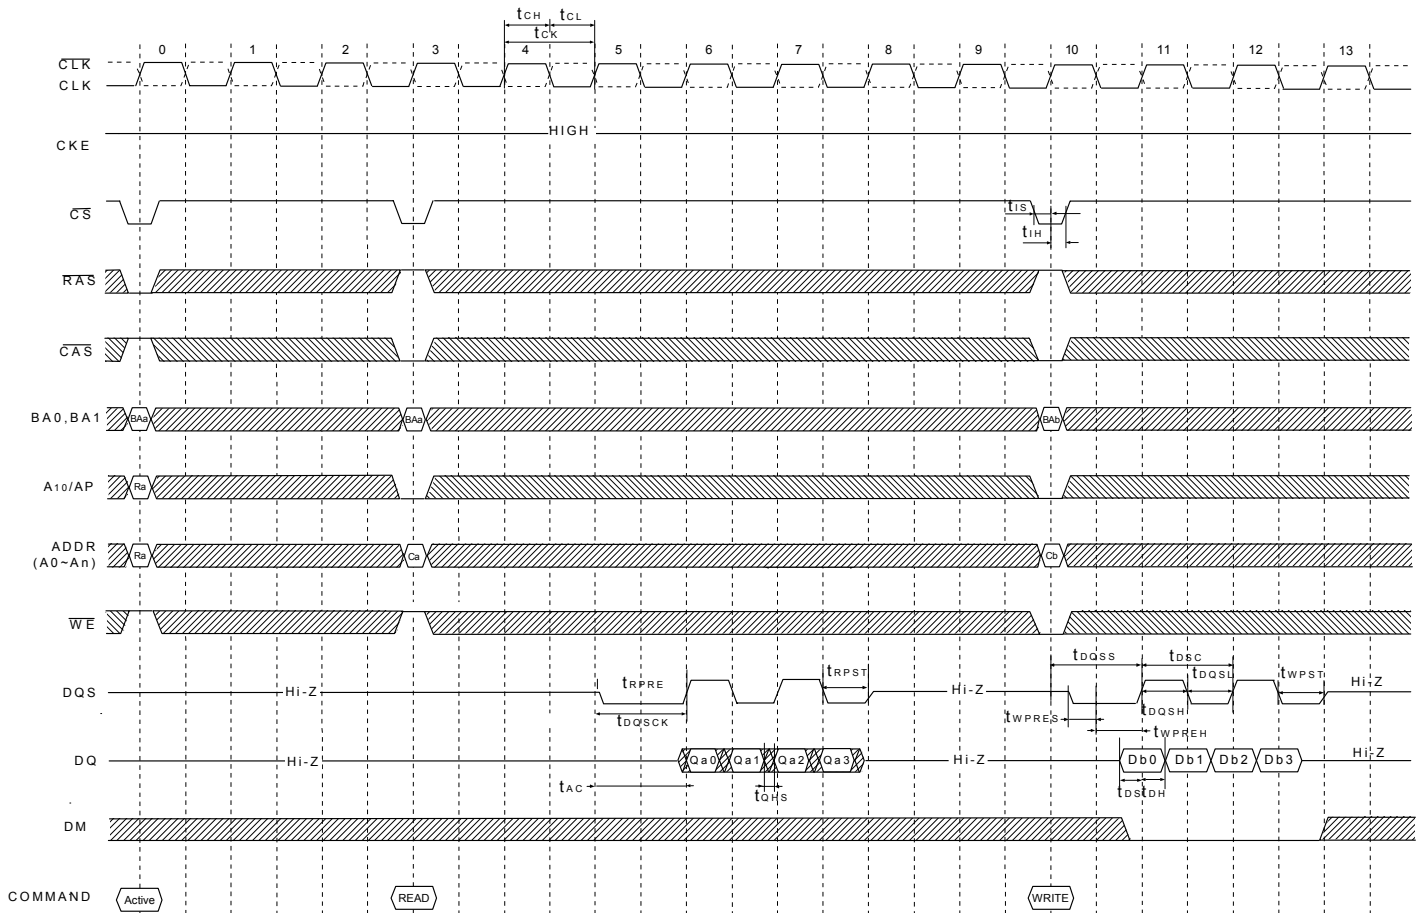 tCH tCL
tCK
0 1 2 3 4 5 6 7 8 9 10 11 12 13
CLK
CLK
HIGH
CKE
CS
tIS
tIH
RAS
CAS
BA0,BA1 BAa BAa BAb
A10/AP Ra
ADDR
(A0~An) Ra Ca Cb
WE
tDQSS tDSC
tRPRE tRPST tDQSL tWPST
DQS Hi-Z Hi-Z Hi-Z
tDQSCK tWPRES tDQSH
tWPREH
DQ Hi-Z Qa0 Qa1 Qa2 Qa3 Hi-Z Db0 Db1 Db2 Db3 Hi-Z
tAC tQHS tDS tDH
DM
COMMAND Active READ WRITE